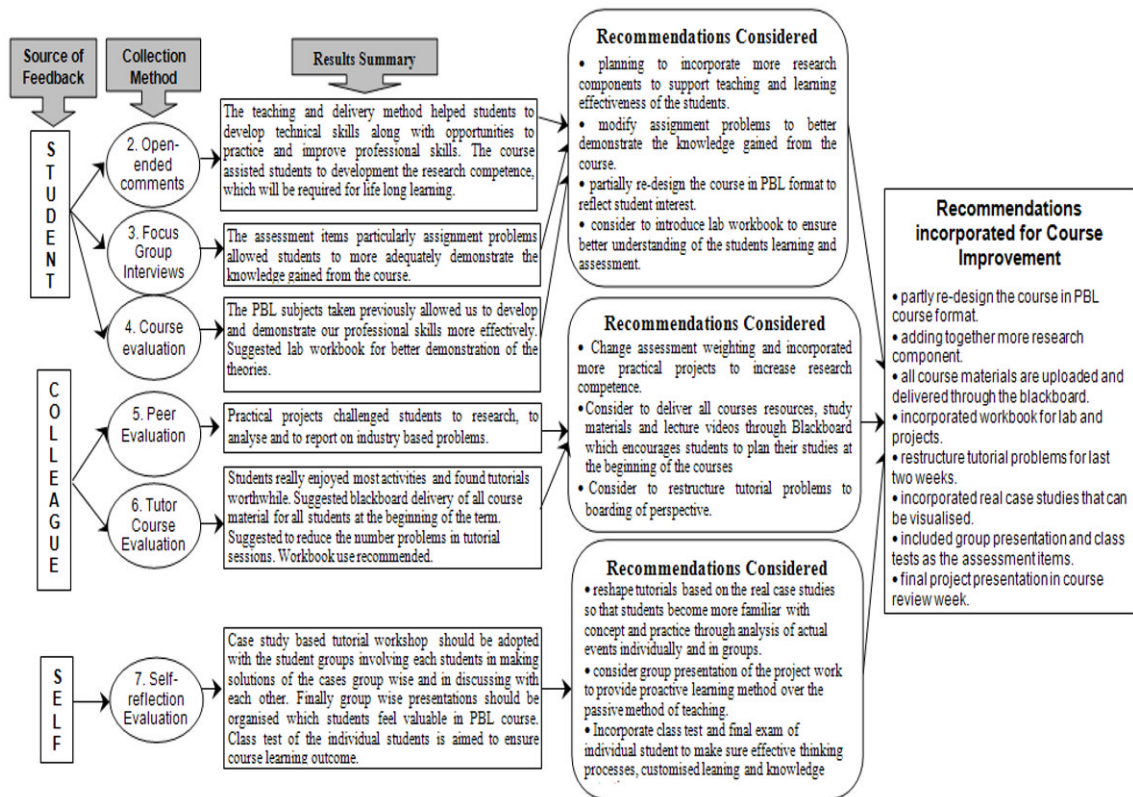 Source of
Feedback
Collection
Method
Results Summary
STUDENT
2. Open-
ended
comments
The teaching and delivery method helped students to
develop technical skills along with opportunities to
practice and improve professional skills. The course
assisted students to development the research competence,
which will be required for life long learning.
3. Focus
Group
Interviews
The assessment items particularly assignment problems
allowed students to more adequately demonstrate the
knowledge gained from the course.
4. Course
evaluation
The PBL subjects taken previously allowed us to develop
and demonstrate our professional skills more effectively.
Suggested lab workbook for better demonstration of the
theories.
Recommendations Considered
• planning to incorporate more research
components to support teaching and learning
effectiveness of the students.
• modify assignment problems to better
demonstrate the knowledge gained from the
course.
• partially re-design the course in PBL format to
reflect student interest.
• consider to introduce lab workbook to ensure
better understanding of the students learning and
assessment.
COLLEAGUE
5. Peer
Evaluation
Practical projects challenged students to research, to
analyse and to report on industry based problems.
6. Tutor
Course
Evaluation
Students really enjoyed most activities and found tutorials
worthwhile. Suggested blackboard delivery of all course
material for all students at the beginning of the term.
Suggested to reduce the number problems in tutorial
sessions. Workbook use recommended.
Recommendations Considered
• Change assessment weighting and incorporated
more practical projects to increase research
competence.
•Consider to deliver all courses resources, study
materials and lecture videos through Blackboard
which encourages students to plan their studies at
the beginning of the courses
• Consider to restructure tutorial problems to
boarding of perspective.
SELF
7. Self-
reflection
Evaluation
Case study based tutorial workshop should be adopted
with the student groups involving each students in making
solutions of the cases group wise and in discussing with
each other. Finally group wise presentations should be
organised which students feel valuable in PBL course.
Class test of the individual students is aimed to ensure
course learning outcome.
Recommendations Considered
• reshape tutorials based on the real case studies
so that students become more familiar with
concept and practice through analysis of actual
events individually and in groups.
• consider group presentation of the project work
to provide proactive learning method over the
passive method of teaching.
•Incorporate class test and final exam of
individual student to make sure effective thinking
processes, customised leaning and knowledge
Recommendations
incorporated for Course
Improvement
• partly re-design the course in PBL
course format.
• adding together more research
component.
• all course materials are uploaded and
delivered through the blackboard.
• incorporated workbook for lab and
projects.
• restructure tutorial problems for last
two weeks.
• incorporated real case studies that can
be visualised.
• included group presentation and class
tests as the assessment items.
• final project presentation in course
review week.